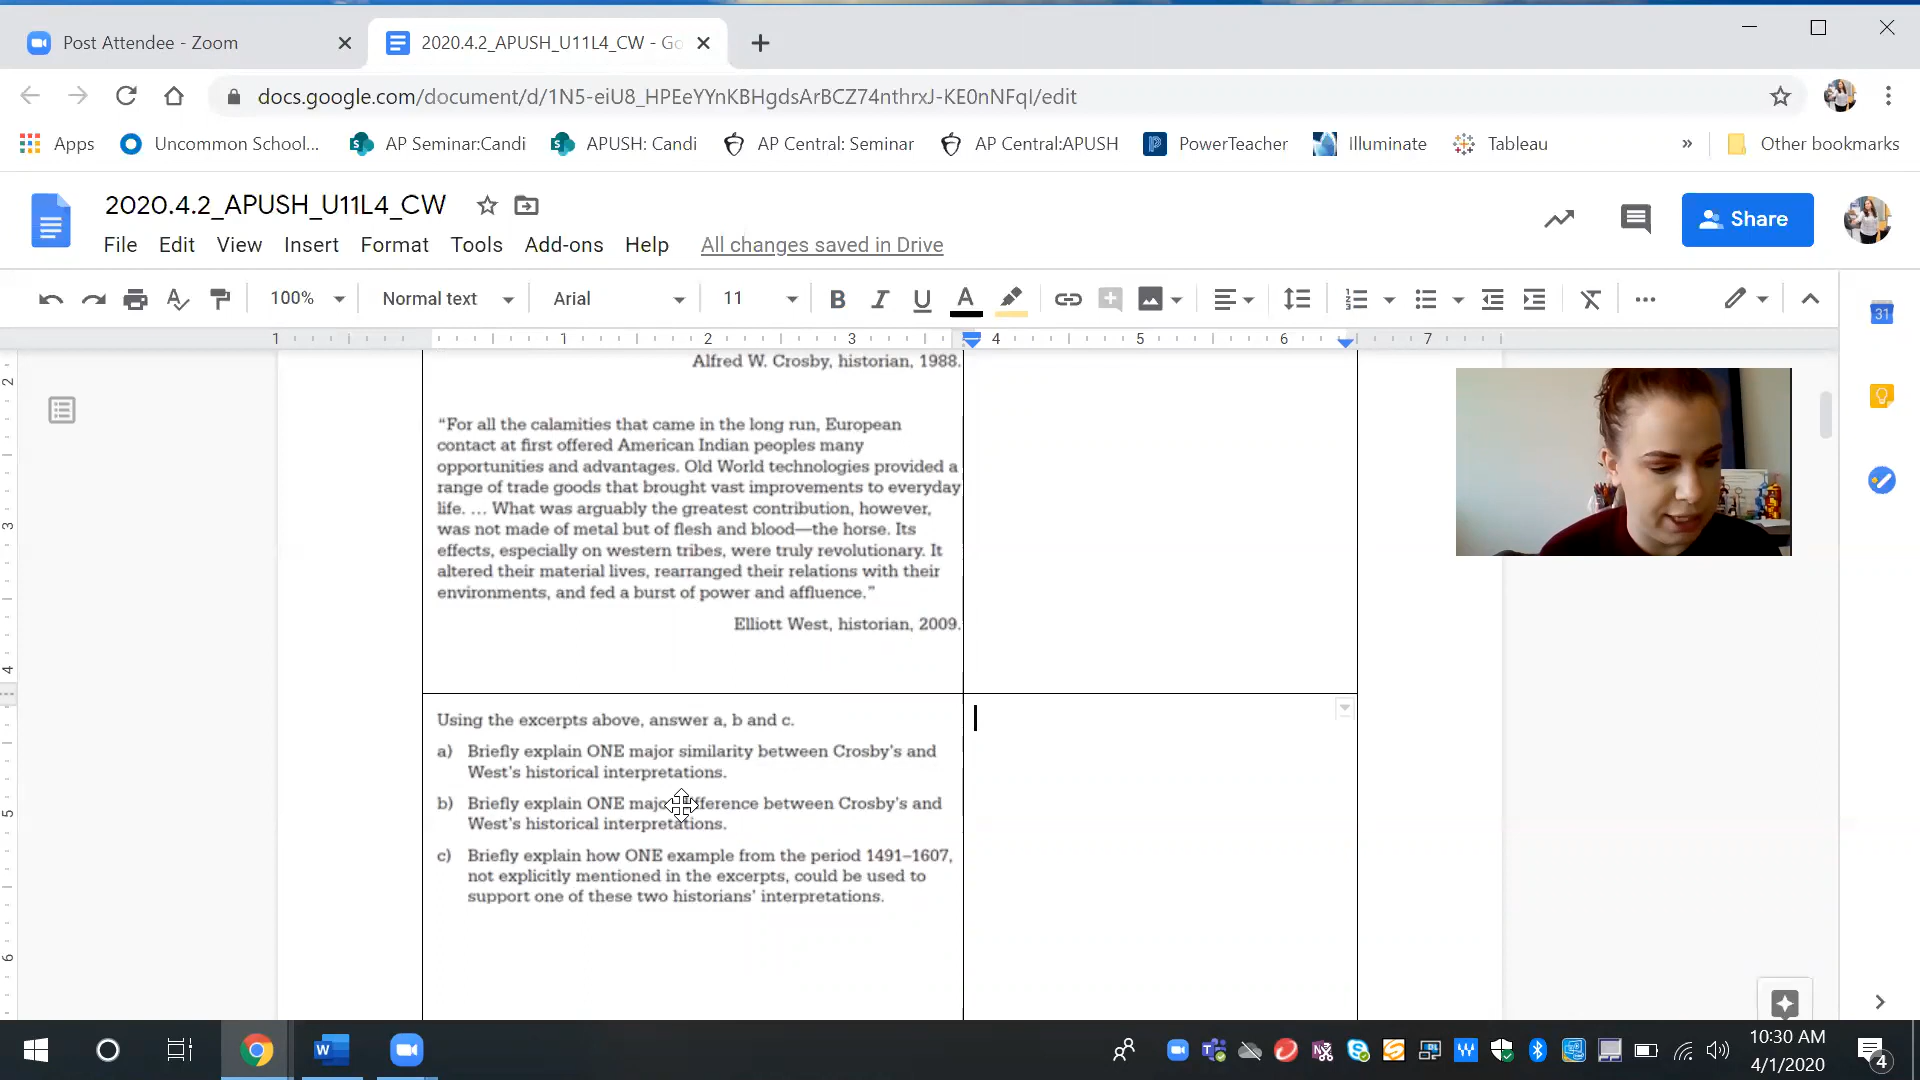 Post Attendee - Zoom
2020.4.2_APUSH_U11L4_CW - Go
docs.google.com/document/d/1N5-eiU8_HPEeYYnKBHgdsArBCZ74nthrxJ-KE0nNFqI/edit
Apps
Uncommon School...
AP Seminar:Candi
APUSH: Candi
AP Central: Seminar
AP Central:APUSH
PowerTeacher
Illuminate
Tableau
»
Other bookmarks
2020.4.2_APUSH_U11L4_CW
Share
File Edit View Insert Format Tools Add-ons Help All changes saved in Drive
100% Normal text Arial 11 B I U A
31
1 1 2 3 4 5 6 7
2
3
4
5
6
Alfred W. Crosby, historian, 1988.
“For all the calamities that came in the long run, European
contact at first offered American Indian peoples many
opportunities and advantages. Old World technologies provided a
range of trade goods that brought vast improvements to everyday
life. … What was arguably the greatest contribution, however,
was not made of metal but of flesh and blood—the horse. Its
effects, especially on western tribes, were truly revolutionary. It
altered their material lives, rearranged their relations with their
environments, and fed a burst of power and affluence.”
Elliott West, historian, 2009.
Using the excerpts above, answer a, b and c.
a) Briefly explain ONE major similarity between Crosby’s and
West’s historical interpretations.
b) Briefly explain ONE major difference between Crosby’s and
West’s historical interpretations.
c) Briefly explain how ONE example from the period 1491–1607,
not explicitly mentioned in the excerpts, could be used to
support one of these two historians’ interpretations.
10:30 AM
4/1/2020
4